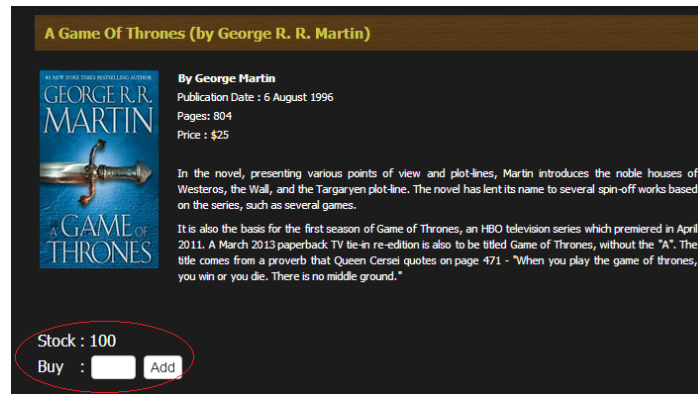 A Game Of Thrones (by George R. R. Martin)
#1 NEW YORK TIMES BESTSELLING AUTHOR
GEORGE R.R.
MARTIN
A GAME OF
THRONES
By George Martin
Publication Date : 6 August 1996
Pages: 804
Price : $25
In the novel, presenting various points of view and plot-lines, Martin introduces the noble houses of
Westeros, the Wall, and the Targaryen plot-line. The novel has lent its name to several spin-off works based
on the series, such as several games.
It is also the basis for the first season of Game of Thrones, an HBO television series which premiered in April
2011. A March 2013 paperback TV tie-in re-edition is also to be titled Game of Thrones, without the "A". The
title comes from a proverb that Queen Cersei quotes on page 471 - "When you play the game of thrones,
you win or you die. There is no middle ground."
Stock : 100
Buy : Add